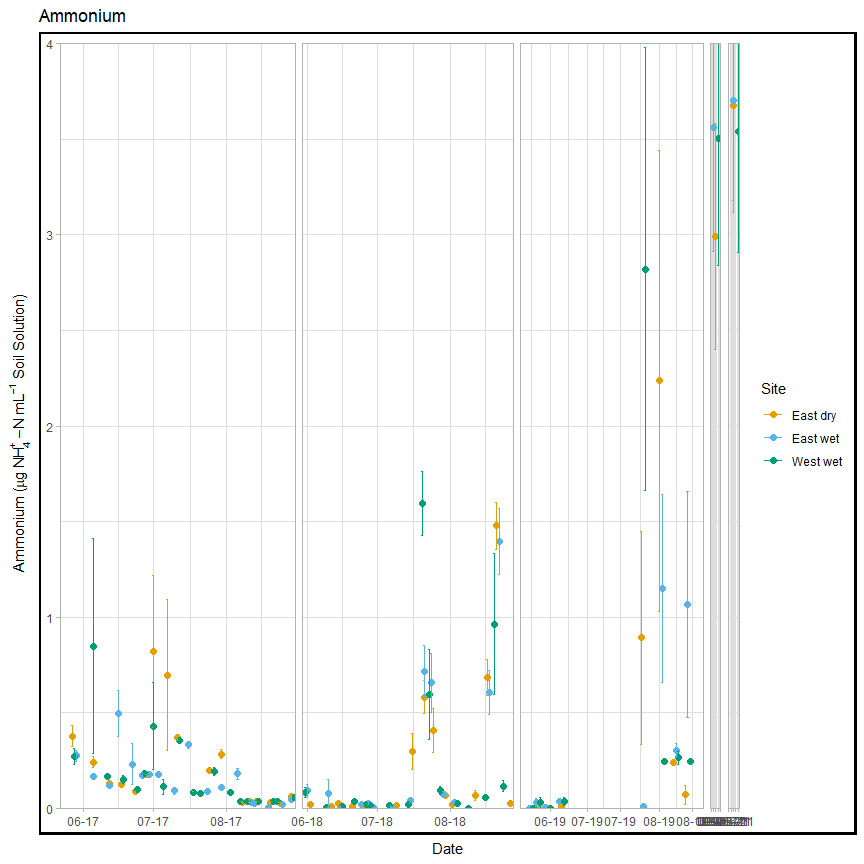 Ammonium
4
3
2
1
0
Ammonium (μg NH₄⁺ −N mL⁻¹ Soil Solution)
06-17 07-17 08-17 06-18 07-18 08-18 06-19 07-19 07-19 08-19
Date
Site
East dry
East wet
West wet